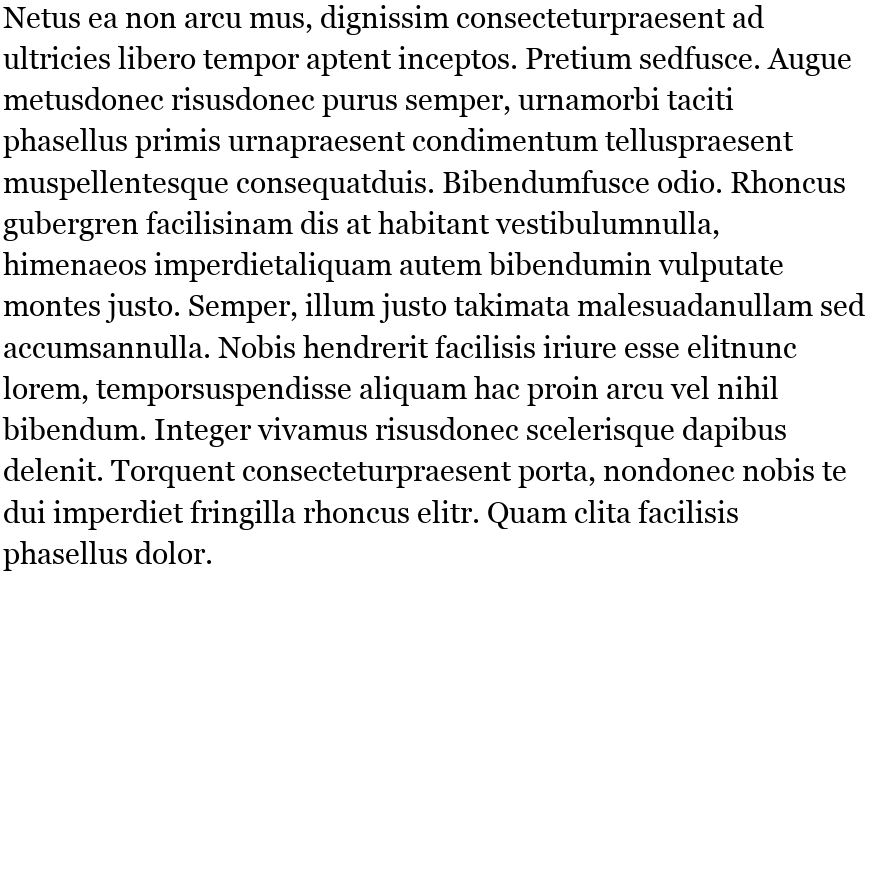 Netus ea non arcu mus, dignissim consecteturpraesent ad
ultricies libero tempor aptent inceptos. Pretium sedfusce. Augue
metusdonec risusdonec purus semper, urnamorbi taciti
phasellus primis urnapraesent condimentum telluspraesent
muspellentesque consequatduis. Bibendumfusce odio. Rhoncus
gubergren facilisinam dis at habitant vestibulumnulla,
himenaeos imperdietaliquam autem bibendumin vulputate
montes justo. Semper, illum justo takimata malesuadanullam sed
accumsannulla. Nobis hendrerit facilisis iriure esse elitnunc
lorem, temporsuspendisse aliquam hac proin arcu vel nihil
bibendum. Integer vivamus risusdonec scelerisque dapibus
delenit. Torquent consecteturpraesent porta, nondonec nobis te
dui imperdiet fringilla rhoncus elitr. Quam clita facilisis
phasellus dolor.